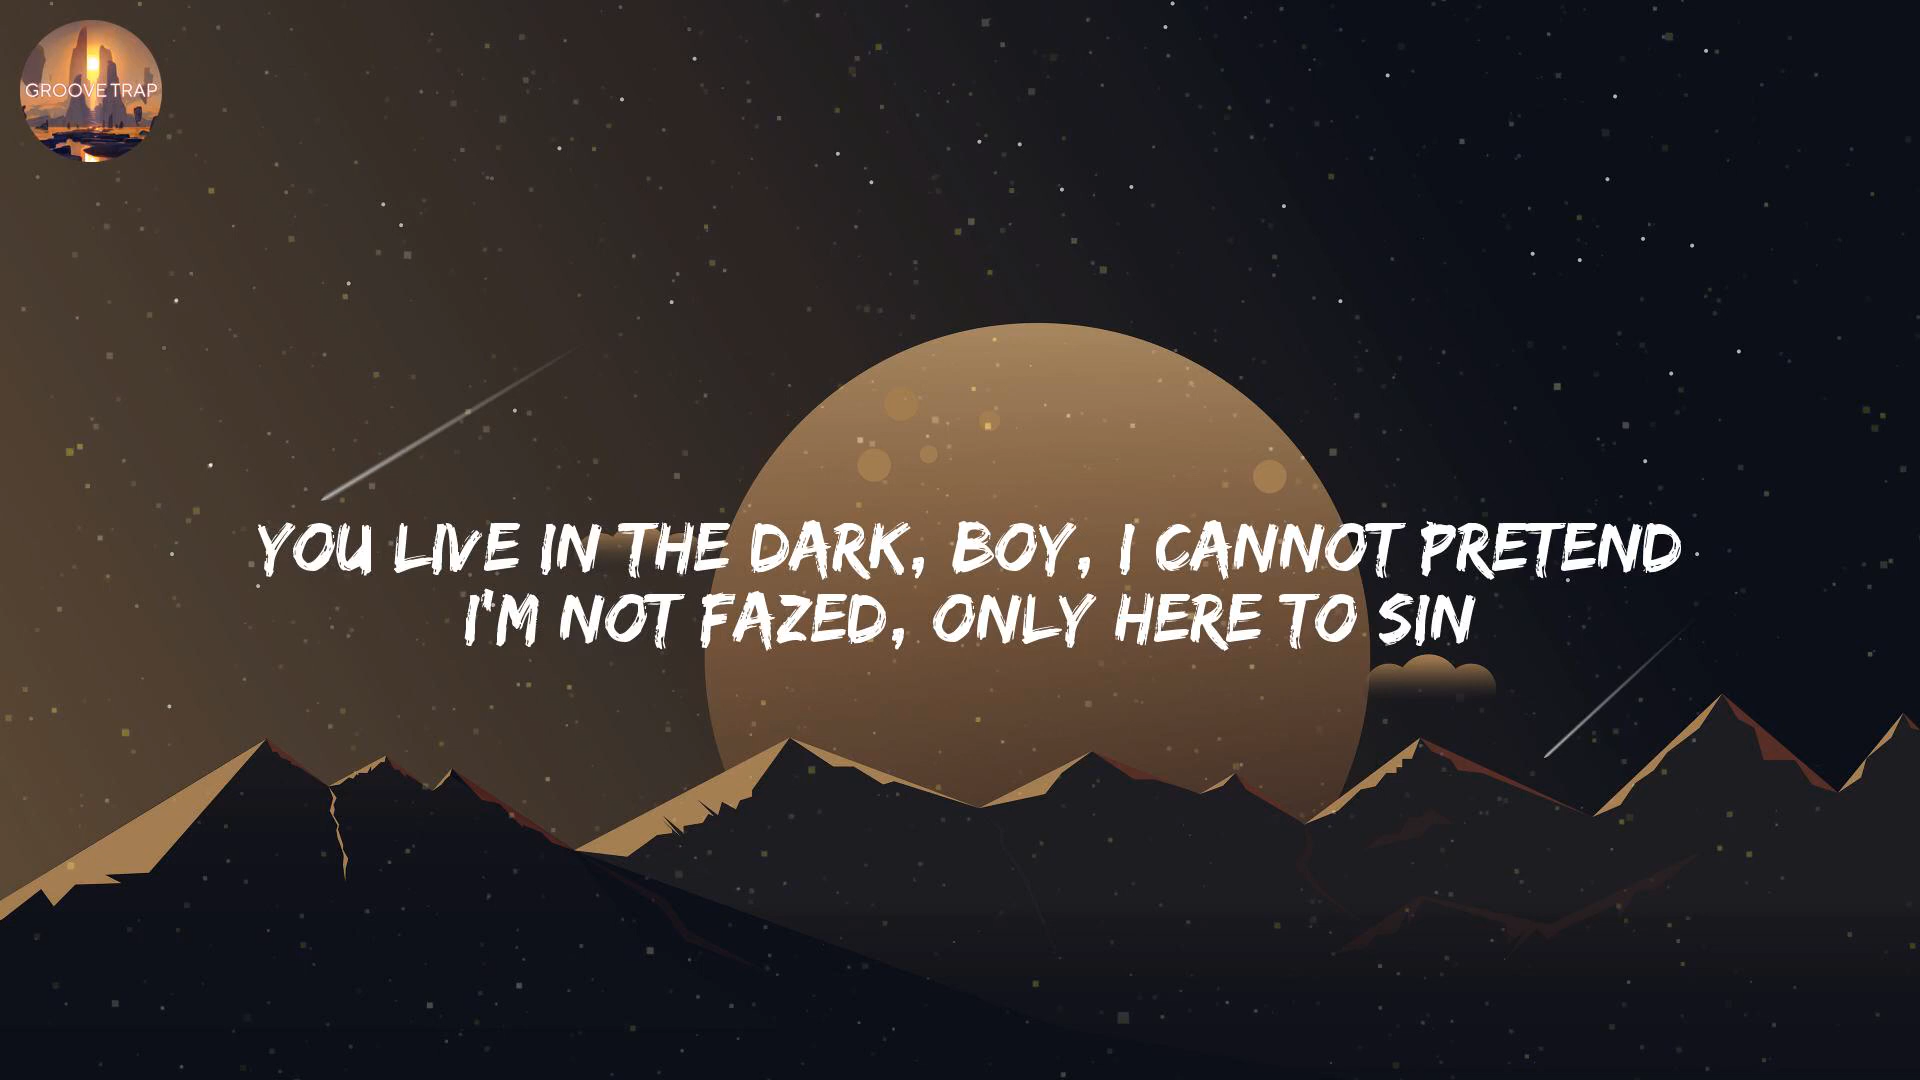 GROOVE TRAP
YOU LIVE IN THE DARK, BOY, I CANNOT PRETEND
I'M NOT FAZED, ONLY HERE TO SIN